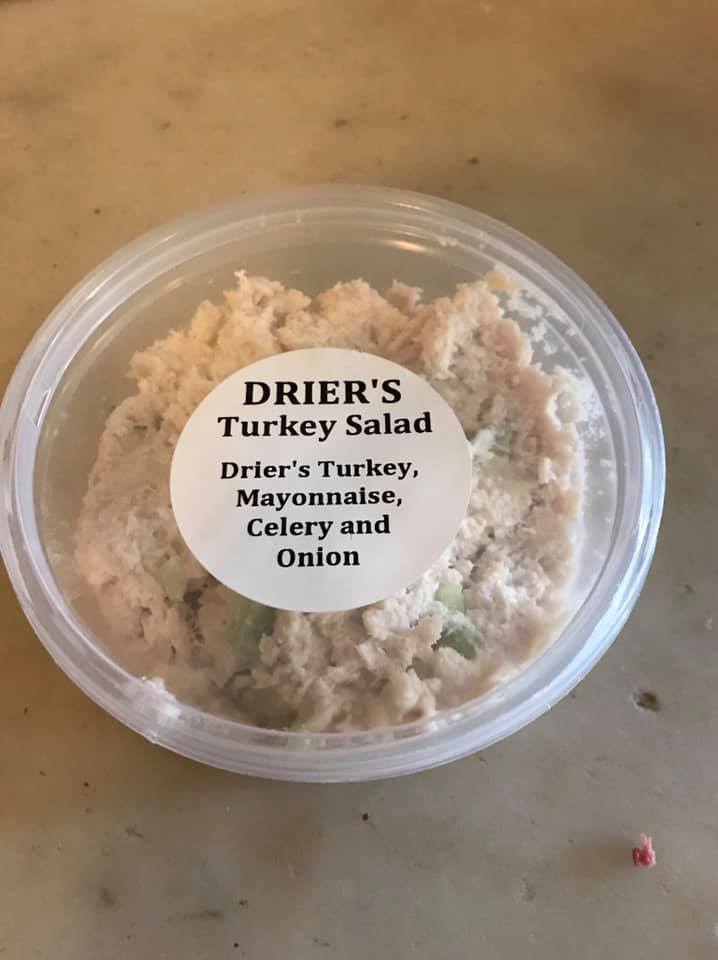 DRIER'S
Turkey Salad
Drier's Turkey,
Mayonnaise,
Celery and
Onion